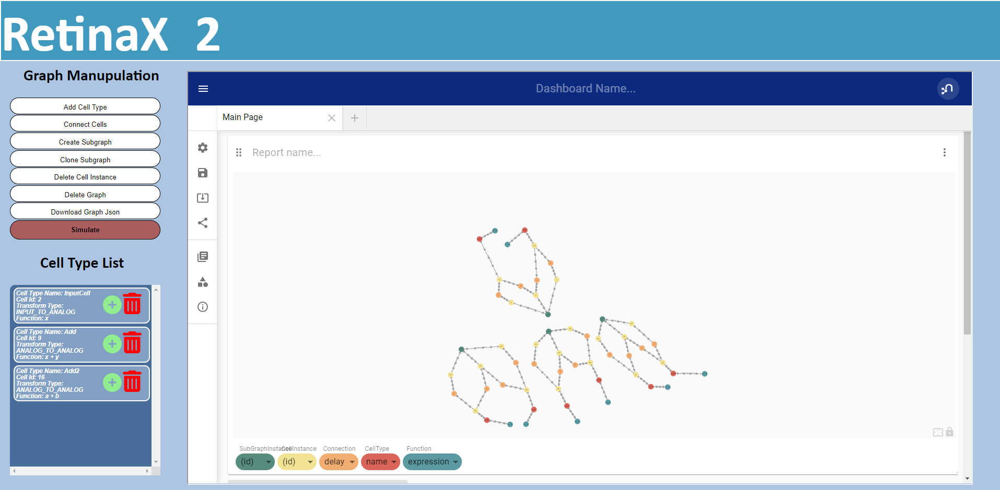 RetinaX 2
Graph Manupulation
Add Cell Type
Connect Cells
Create Subgraph
Clone Subgraph
Delete Cell Instance
Delete Graph
Download Graph Json
Simulate
Cell Type List
Cell Type Name: InputCell
Cell Id: 2
Transform Type:
INPUT_TO_ANALOG
Function: x
Cell Type Name: Add
Cell Id: 9
Transform Type:
ANALOG_TO_ANALOG
Function: x + y
Cell Type Name: Add2
Cell Id: 16
Transform Type:
ANALOG_TO_ANALOG
Function: a + b
Dashboard Name...
Main Page
Report name...
SubGraphInstance CellInstance Connection CellType Function
(id) (id) delay name expression